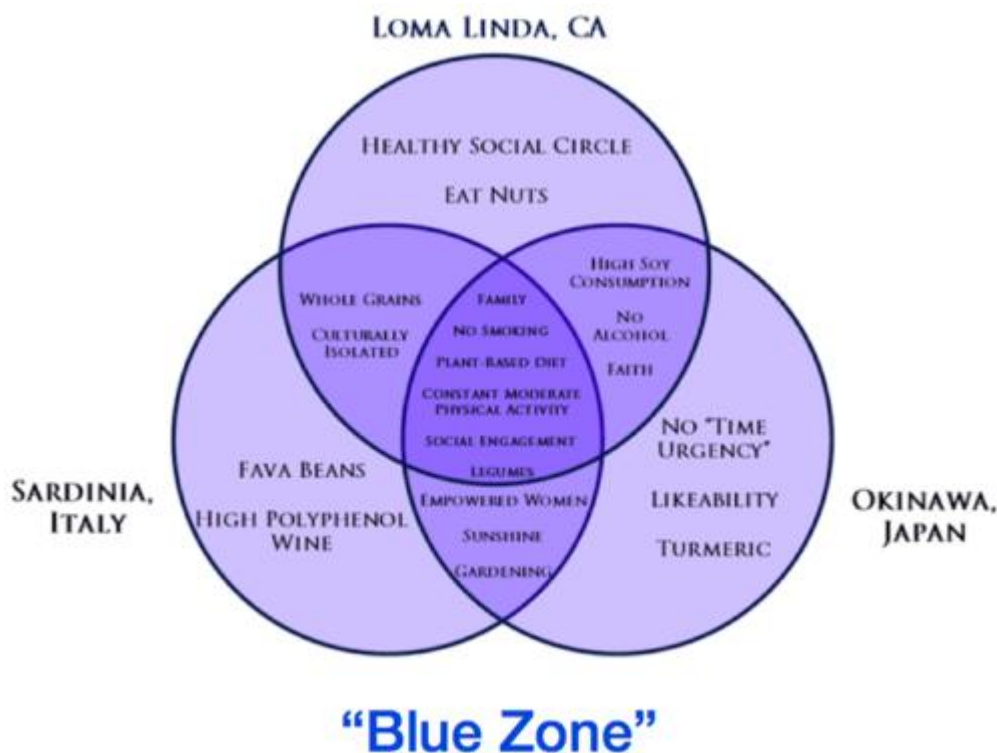 LOMA LINDA, CA
HEALTHY SOCIAL CIRCLE
EAT NUTS
HIGH SOY
CONSUMPTION
NO
ALCOHOL
FAITH
WHOLE GRAINS
CULTURALLY
ISOLATED
FAMILY
NO SMOKING
PLANT-BASED DIET
CONSTANT MODERATE
PHYSICAL ACTIVITY
SOCIAL ENGAGEMENT
LEGUMES
EMPOWERED WOMEN
SUNSHINE
GARDENING
SARDINIA,
ITALY
FAVA BEANS
HIGH POLYPHENOL
WINE
NO "TIME
URGENCY"
LIKEABILITY
TURMERIC
OKINAWA,
JAPAN
“Blue Zone”